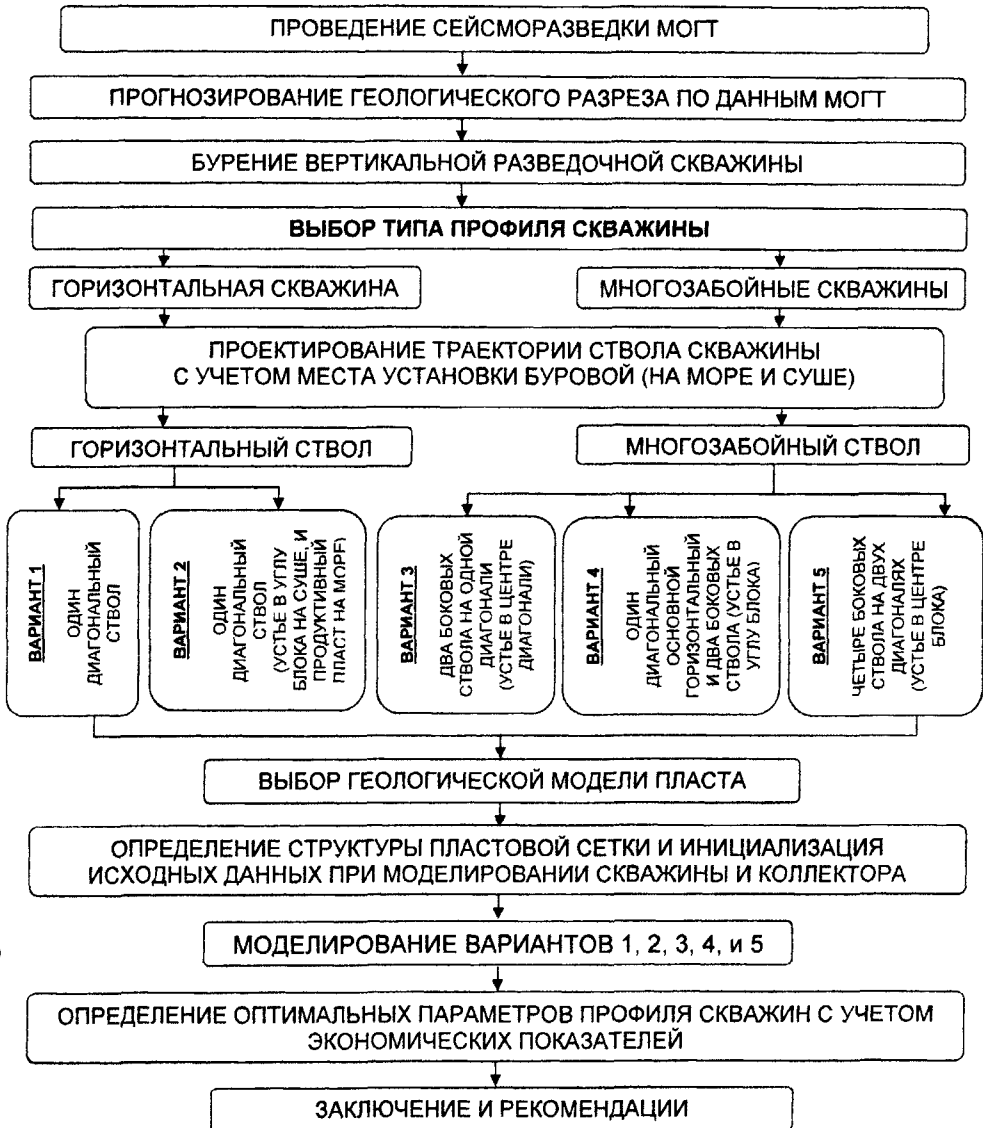 ПРОВЕДЕНИЕ СЕЙСМОРАЗВЕДКИ МОГТ
ПРОГНОЗИРОВАНИЕ ГЕОЛОГИЧЕСКОГО РАЗРЕЗА ПО ДАННЫМ МОГТ
БУРЕНИЕ ВЕРТИКАЛЬНОЙ РАЗВЕДОЧНОЙ СКВАЖИНЫ
ВЫБОР ТИПА ПРОФИЛЯ СКВАЖИНЫ
ГОРИЗОНТАЛЬНАЯ СКВАЖИНА
МНОГОЗАБОЙНЫЕ СКВАЖИНЫ
ПРОЕКТИРОВАНИЕ ТРАЕКТОРИИ СТВОЛА СКВАЖИНЫ
С УЧЕТОМ МЕСТА УСТАНОВКИ БУРОВОЙ (НА МОРЕ И СУШЕ)
ГОРИЗОНТАЛЬНЫЙ СТВОЛ
МНОГОЗАБОЙНЫЙ СТВОЛ
ВАРИАНТ 1
ОДИН
ДИАГОНАЛЬНЫЙ
СТВОЛ
ВАРИАНТ 2
ОДИН
ДИАГОНАЛЬНЫЙ
СТВОЛ
(УСТЬЕ В УГЛУ
БЛОКА НА СУШЕ, И
ПРОДУКТИВНЫЙ
ПЛАСТ НА МОРЕ)
ВАРИАНТ 3
ДВА БОКОВЫХ
СТВОЛА НА ОДНОЙ
ДИАГОНАЛИ
(УСТЬЕ В ЦЕНТРЕ
ДИАГОНАЛИ)
ВАРИАНТ 4
ОДИН
ДИАГОНАЛЬНЫЙ
ОСНОВНОЙ
ГОРИЗОНТАЛЬНЫЙ
И ДВА БОКОВЫХ
СТВОЛА (УСТЬЕ В
УГЛУ БЛОКА)
ВАРИАНТ 5
ЧЕТЫРЕ БОКОВЫХ
СТВОЛА НА ДВУХ
ДИАГОНАЛЯХ
(УСТЬЕ В ЦЕНТРЕ
БЛОКА)
ВЫБОР ГЕОЛОГИЧЕСКОЙ МОДЕЛИ ПЛАСТА
ОПРЕДЕЛЕНИЕ СТРУКТУРЫ ПЛАСТОВОЙ СЕТКИ И ИНИЦИАЛИЗАЦИЯ
ИСХОДНЫХ ДАННЫХ ПРИ МОДЕЛИРОВАНИИ СКВАЖИНЫ И КОЛЛЕКТОРА
МОДЕЛИРОВАНИЕ ВАРИАНТОВ 1, 2, 3, 4, и 5
ОПРЕДЕЛЕНИЕ ОПТИМАЛЬНЫХ ПАРАМЕТРОВ ПРОФИЛЯ СКВАЖИН С УЧЕТОМ
ЭКОНОМИЧЕСКИХ ПОКАЗАТЕЛЕЙ
ЗАКЛЮЧЕНИЕ И РЕКОМЕНДАЦИИ